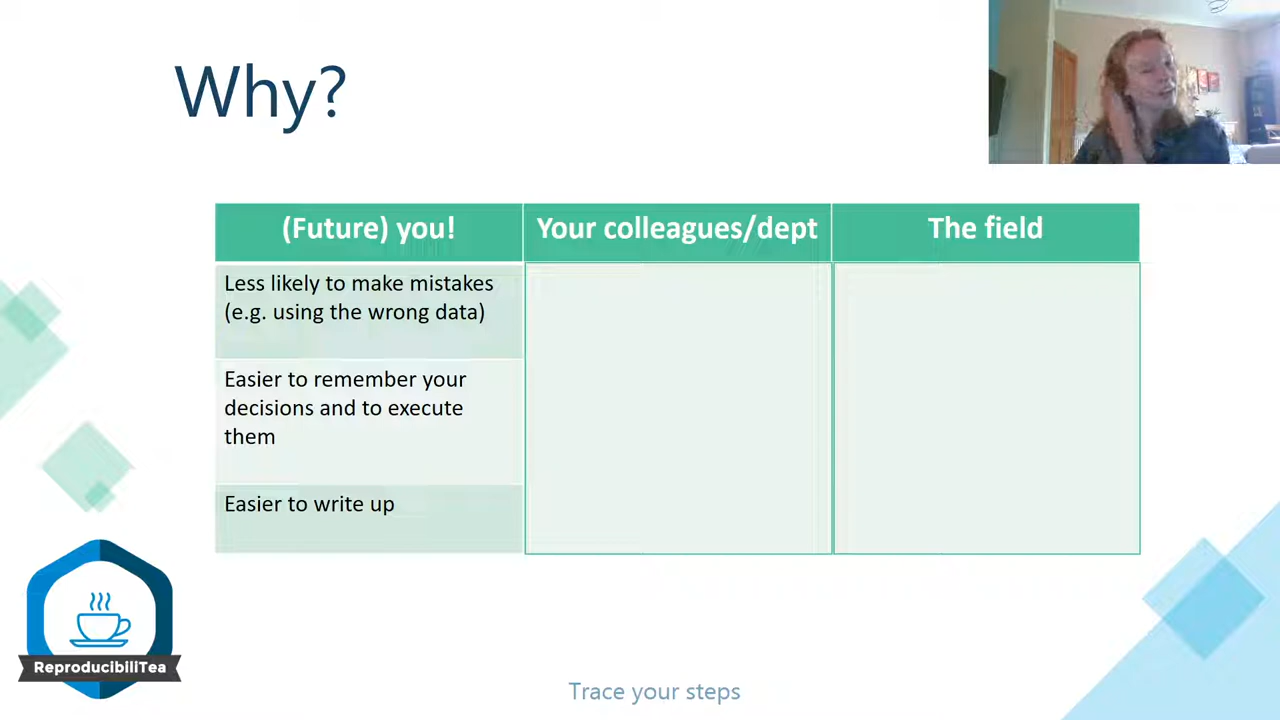 Why?
(Future) you!
Your colleagues/dept
The field
Less likely to make mistakes
(e.g. using the wrong data)
Easier to remember your
decisions and to execute
them
Easier to write up
ReproducibiliTea
Trace your steps